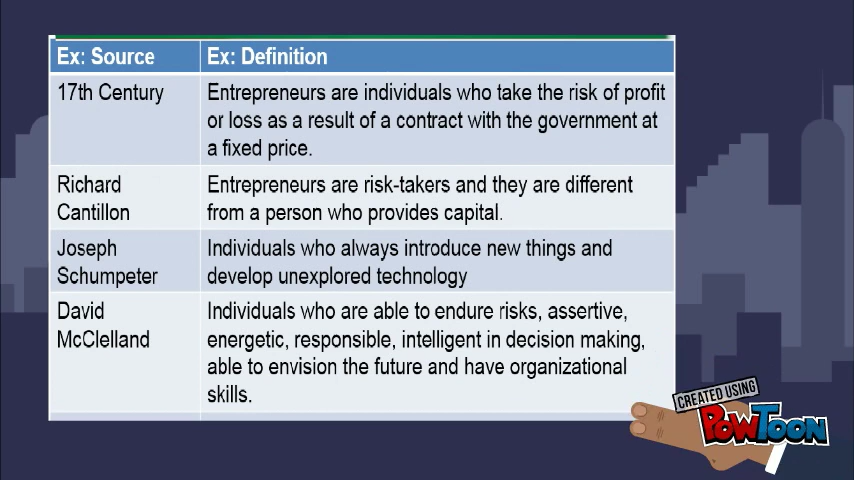 Ex: Source
Ex: Definition
17th Century
Entrepreneurs are individuals who take the risk of profit
or loss as a result of a contract with the government at
a fixed price.
Richard
Cantillon
Entrepreneurs are risk-takers and they are different
from a person who provides capital.
Joseph
Schumpeter
Individuals who always introduce new things and
develop unexplored technology
David
McClelland
Individuals who are able to endure risks, assertive,
energetic, responsible, intelligent in decision making,
able to envision the future and have organizational
skills.
CREATED USING
POWTOON